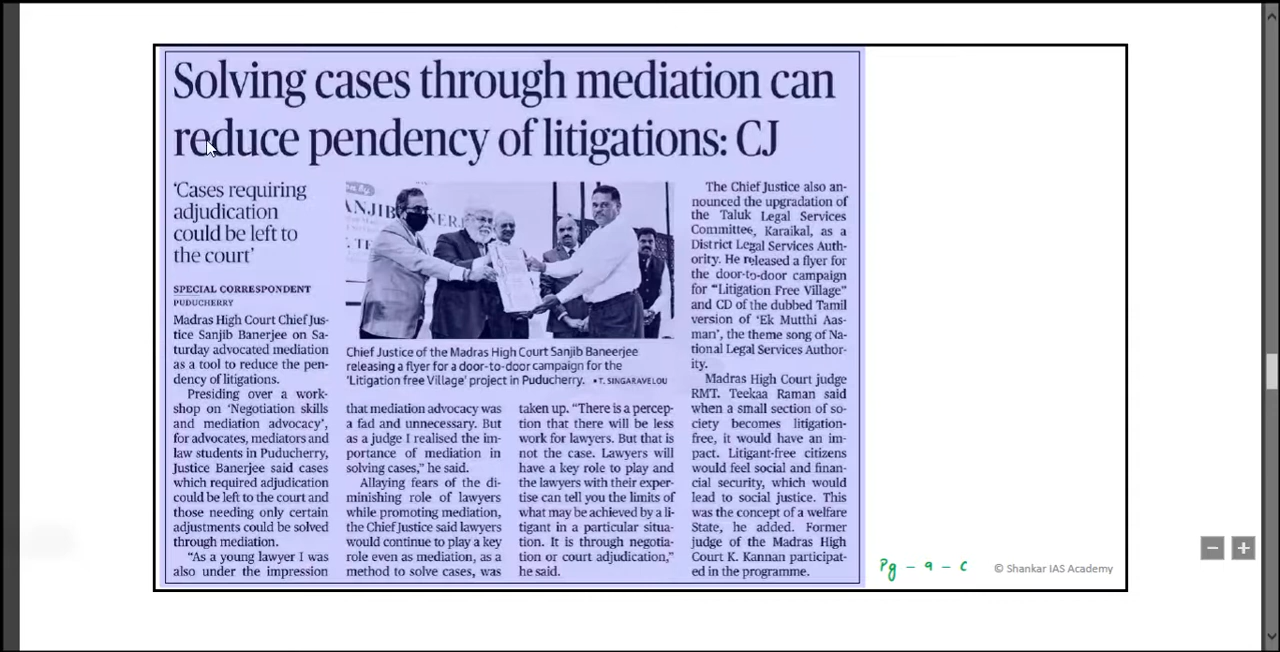 Solving cases through mediation can
reduce pendency of litigations: CJ
‘Cases requiring
adjudication
could be left to
the court’
SPECIAL CORRESPONDENT
PUDUCHERRY
Madras High Court Chief Jus-
tice Sanjib Banerjee on Sa-
turday advocated mediation
as a tool to reduce the pen-
dency of litigations.
Presiding over a work-
shop on ‘Negotiation skills
and mediation advocacy’,
for advocates, mediators and
law students in Puducherry,
Justice Banerjee said cases
which required adjudication
could be left to the court and
those needing only certain
adjustments could be solved
through mediation.
“As a young lawyer I was
also under the impression
Chief Justice of the Madras High Court Sanjib Baneerjee
releasing a flyer for a door-to-door campaign for the
‘Litigation free Village’ project in Puducherry. •T. SINGARAVELOU
that mediation advocacy was
a fad and unnecessary. But
as a judge I realised the im-
portance of mediation in
solving cases,” he said.
Allaying fears of the di-
minishing role of lawyers
while promoting mediation,
the Chief Justice said lawyers
would continue to play a key
role even as mediation, as a
method to solve cases, was
taken up. “There is a percep-
tion that there will be less
work for lawyers. But that is
not the case. Lawyers will
have a key role to play and
the lawyers with their exper-
tise can tell you the limits of
what may be achieved by a li-
tigant in a particular situa-
tion. It is through negotia-
tion or court adjudication,”
he said.
The Chief Justice also an-
nounced the upgradation of
the Taluk Legal Services
Committee, Karaikal, as a
District Legal Services Auth-
ority. He released a flyer for
the door-to-door campaign
for “Litigation Free Village”
and CD of the dubbed Tamil
version of ‘Ek Mutthi Aas-
man’, the theme song of Na-
tional Legal Services Author-
ity.
Madras High Court judge
RMT. Teekaa Raman said
when a small section of so-
ciety becomes litigation-
free, it would have an im-
pact. Litigant-free citizens
would feel social and finan-
cial security, which would
lead to social justice. This
was the concept of a welfare
State, he added. Former
judge of the Madras High
Court K. Kannan participat-
ed in the programme.
Pg - 9 - C
© Shankar IAS Academy